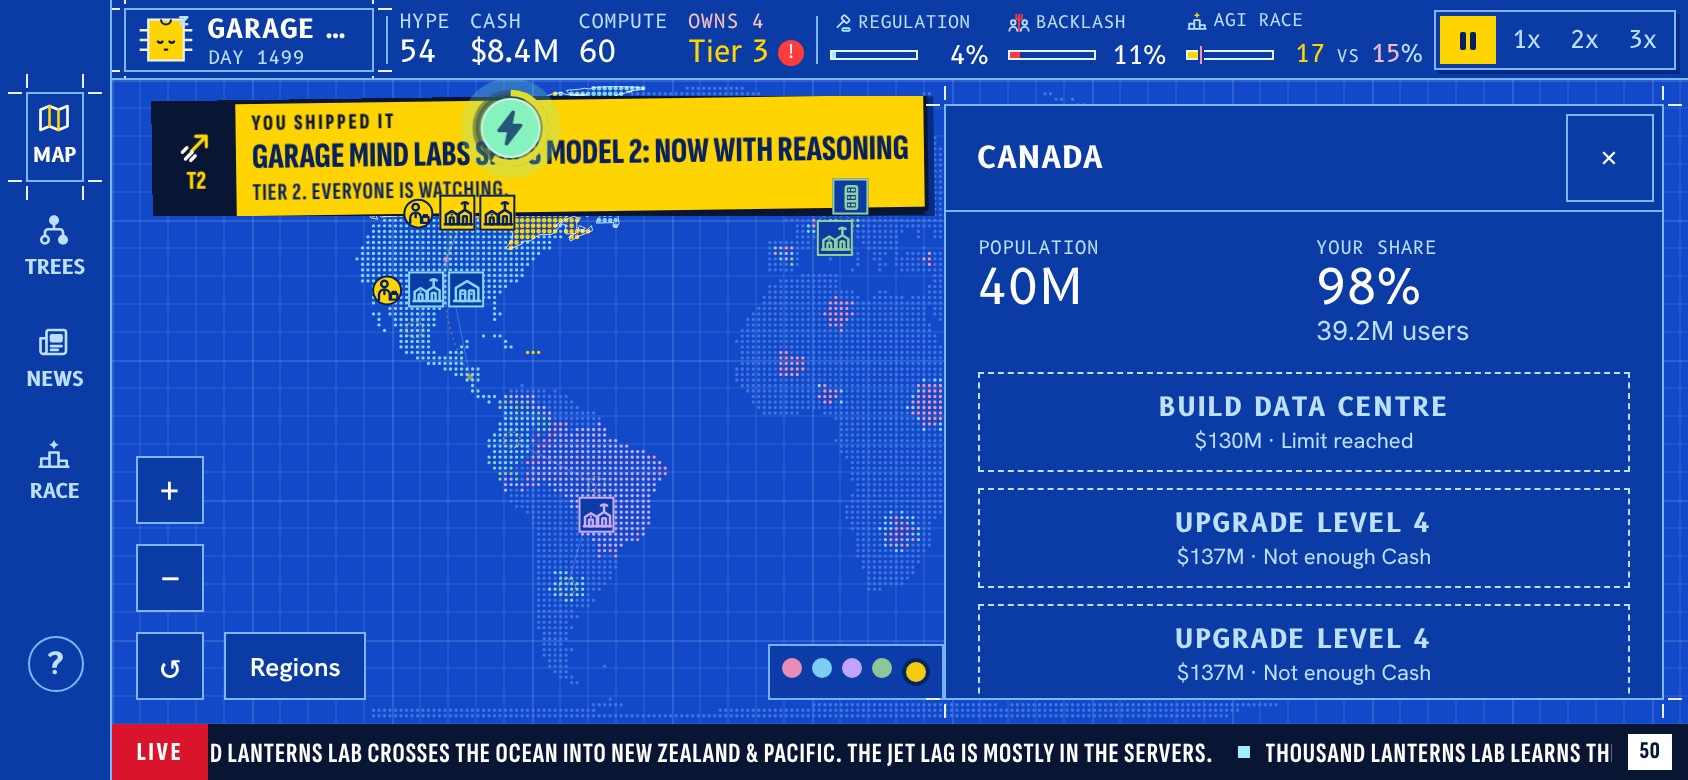 GARAGE ...
DAY 1499
HYPE
54
CASH
$8.4M
COMPUTE
60
OWNS 4
Tier 3 !
REGULATION
4%
BACKLASH
11%
AGI RACE
17 VS 15%
1x 2x 3x
MAP
TREES
NEWS
RACE
?
T2
YOU SHIPPED IT
GARAGE MIND LABS MODEL 2: NOW WITH REASONING
TIER 2. EVERYONE IS WATCHING.
+
−
↺
Regions
CANADA
×
POPULATION
40M
YOUR SHARE
98%
39.2M users
BUILD DATA CENTRE
$130M · Limit reached
UPGRADE LEVEL 4
$137M · Not enough Cash
UPGRADE LEVEL 4
$137M · Not enough Cash
LIVE
D LANTERNS LAB CROSSES THE OCEAN INTO NEW ZEALAND & PACIFIC. THE JET LAG IS MOSTLY IN THE SERVERS. THOUSAND LANTERNS LAB LEARNS
50